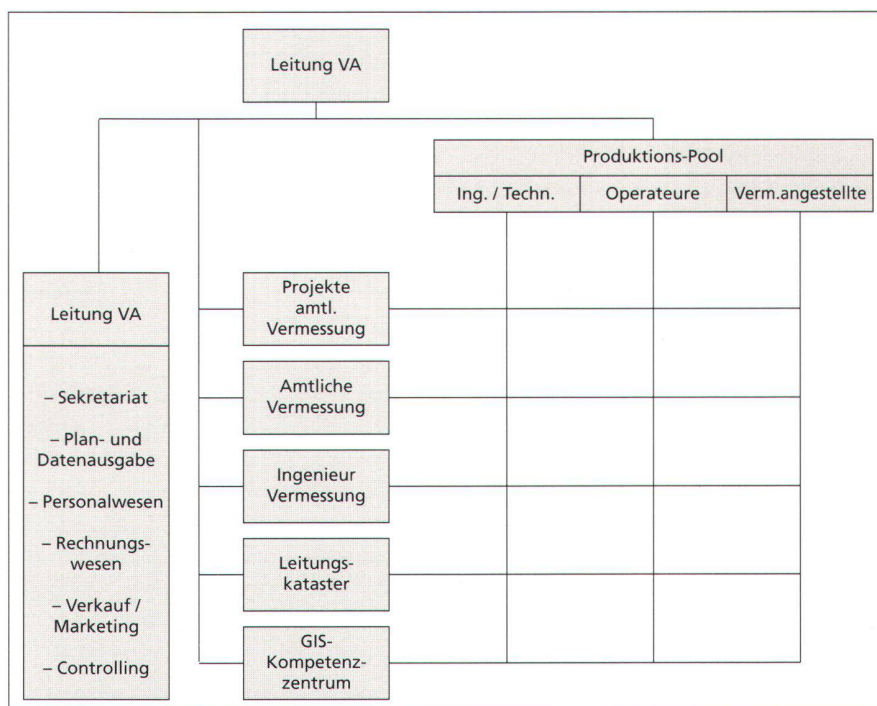 Leitung VA
Produktions-Pool
Ing. / Techn.
Operateure
Verm.angestellte
Leitung VA
– Sekretariat
– Plan- und
Datenausgabe
– Personalwesen
– Rechnungs-
wesen
– Verkauf /
Marketing
– Controlling
Projekte
amtl.
Vermessung
Amtliche
Vermessung
Ingenieur
Vermessung
Leitungs-
kataster
GIS-
Kompetenz-
zentrum